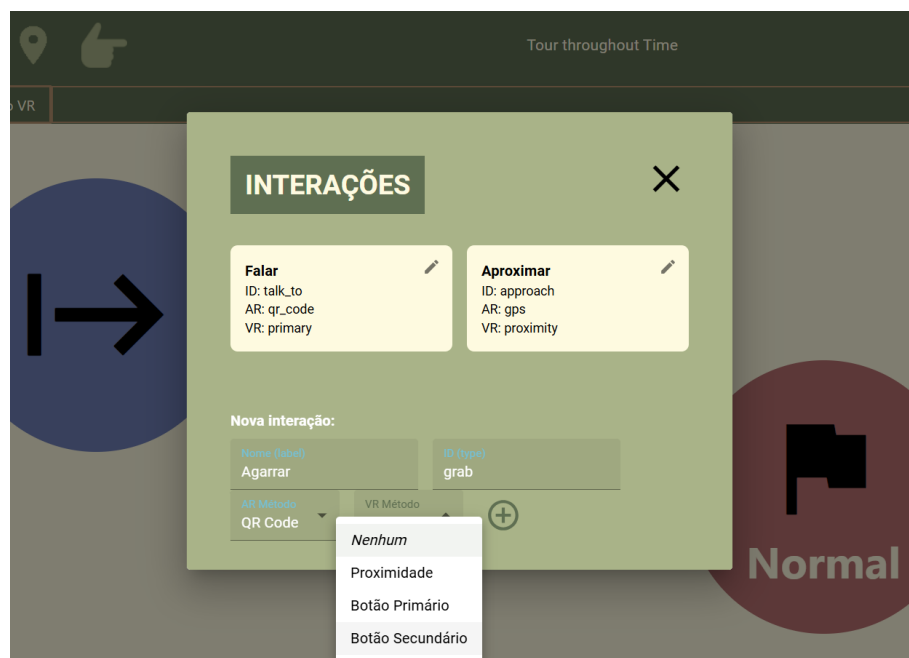 Tour throughout Time
VR
INTERAÇÕES
Falar
ID: talk_to
AR: qr_code
VR: primary
Aproximar
ID: approach
AR: gps
VR: proximity
Nova interação:
Nome (label)
Agarrar
ID (type)
grab
AR Método
QR Code
VR Método
Nenhum
Proximidade
Botão Primário
Botão Secundário
Normal